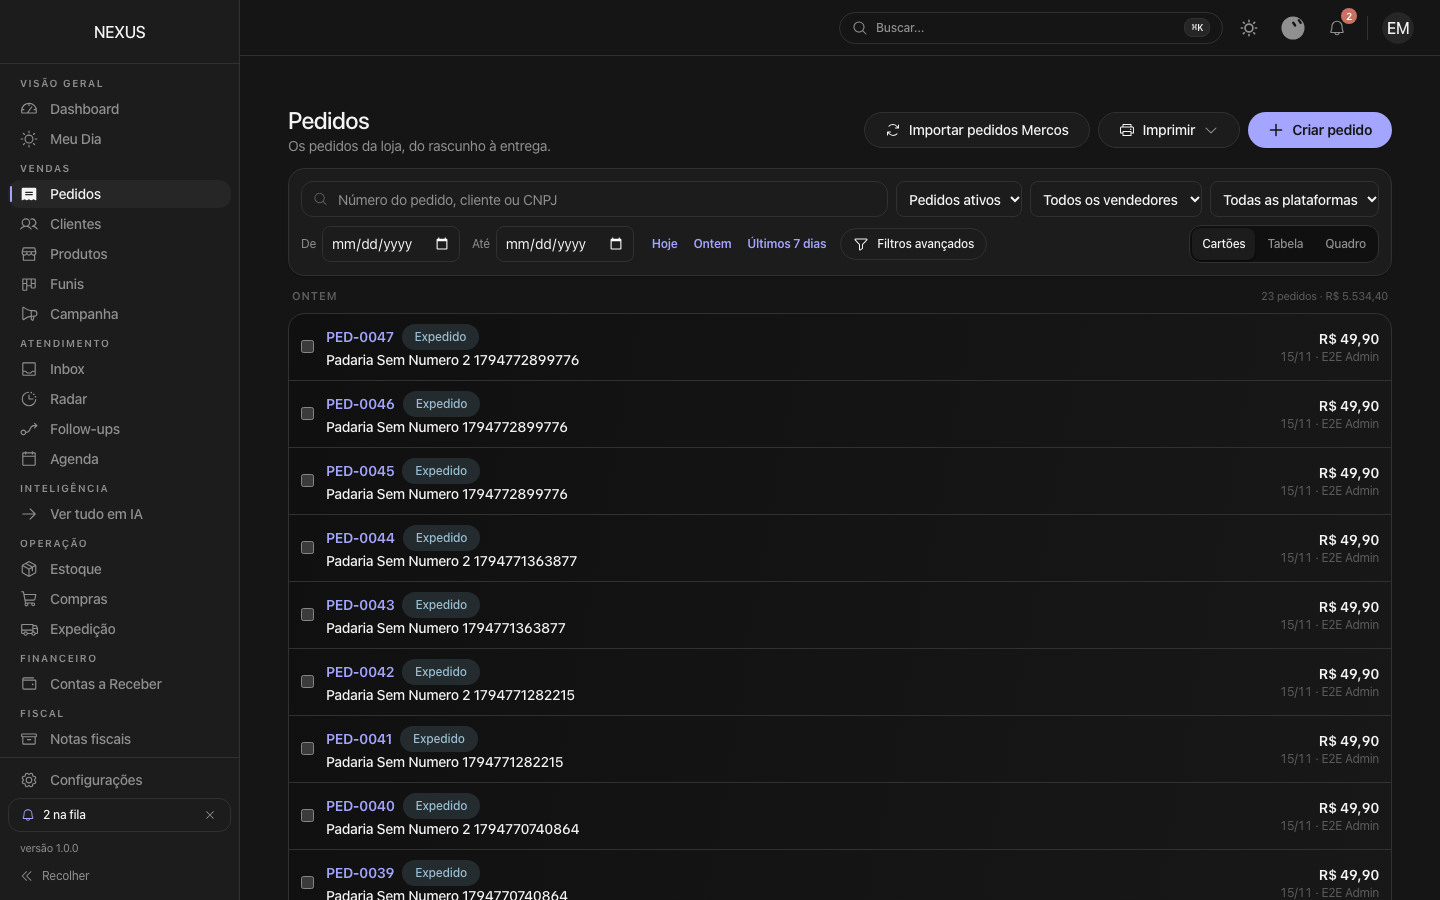 NEXUS
Buscar...
⌘K
2
EM
VISÃO GERAL
Dashboard
Meu Dia
VENDAS
Pedidos
Clientes
Produtos
Funis
Campanha
ATENDIMENTO
Inbox
Radar
Follow-ups
Agenda
INTELIGÊNCIA
Ver tudo em IA
OPERAÇÃO
Estoque
Compras
Expedição
FINANCEIRO
Contas a Receber
FISCAL
Notas fiscais
Configurações
2 na fila
versão 1.0.0
Recolher
Pedidos
Os pedidos da loja, do rascunho à entrega.
Importar pedidos Mercos
Imprimir
Criar pedido
Número do pedido, cliente ou CNPJ
Pedidos ativos
Todos os vendedores
Todas as plataformas
De mm/dd/yyyy Até mm/dd/yyyy Hoje Ontem Últimos 7 dias Filtros avançados
Cartões Tabela Quadro
ONTEM
23 pedidos · R$ 5.534,40
PED-0047 Expedido
Padaria Sem Numero 2 1794772899776
R$ 49,90
15/11 · E2E Admin
PED-0046 Expedido
Padaria Sem Numero 1794772899776
R$ 49,90
15/11 · E2E Admin
PED-0045 Expedido
Padaria Sem Numero 1794772899776
R$ 49,90
15/11 · E2E Admin
PED-0044 Expedido
Padaria Sem Numero 2 1794771363877
R$ 49,90
15/11 · E2E Admin
PED-0043 Expedido
Padaria Sem Numero 1794771363877
R$ 49,90
15/11 · E2E Admin
PED-0042 Expedido
Padaria Sem Numero 2 1794771282215
R$ 49,90
15/11 · E2E Admin
PED-0041 Expedido
Padaria Sem Numero 1794771282215
R$ 49,90
15/11 · E2E Admin
PED-0040 Expedido
Padaria Sem Numero 2 1794770740864
R$ 49,90
15/11 · E2E Admin
PED-0039 Expedido
Padaria Sem Numero 1794770740864
R$ 49,90
15/11 · E2E Admin